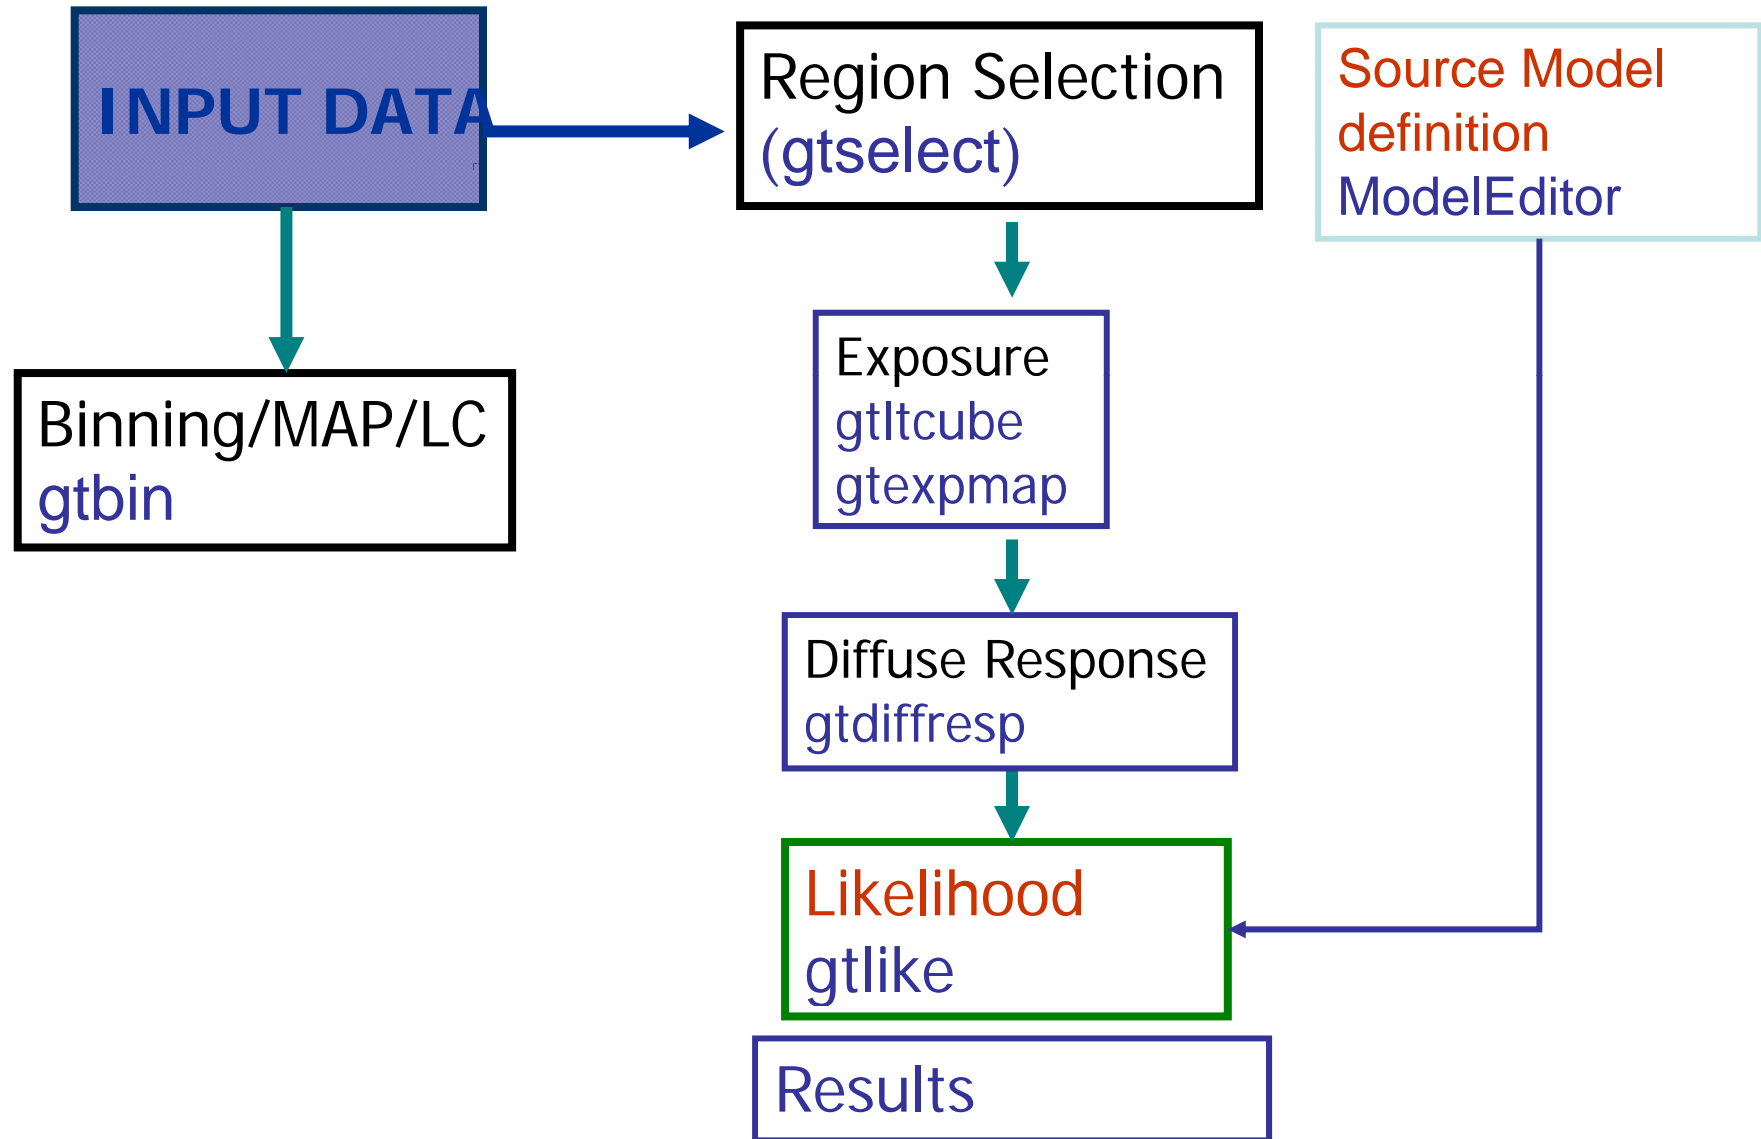 INPUT DATA
Region Selection
(gtselect)
Source Model
definition
ModelEditor
Exposure
gtltcube
gtexpmap
Binning/MAP/LC
gtbin
Diffuse Response
gtdiffresp
Likelihood
gtlike
Results